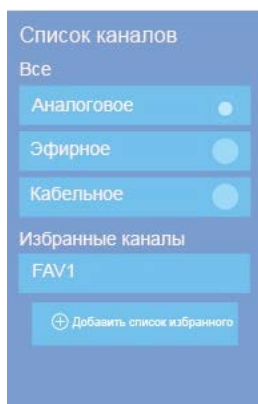 Список каналов
Все
Аналоговое
Эфирное
Кабельное
Избранные каналы
FAV1
Добавить список избранного